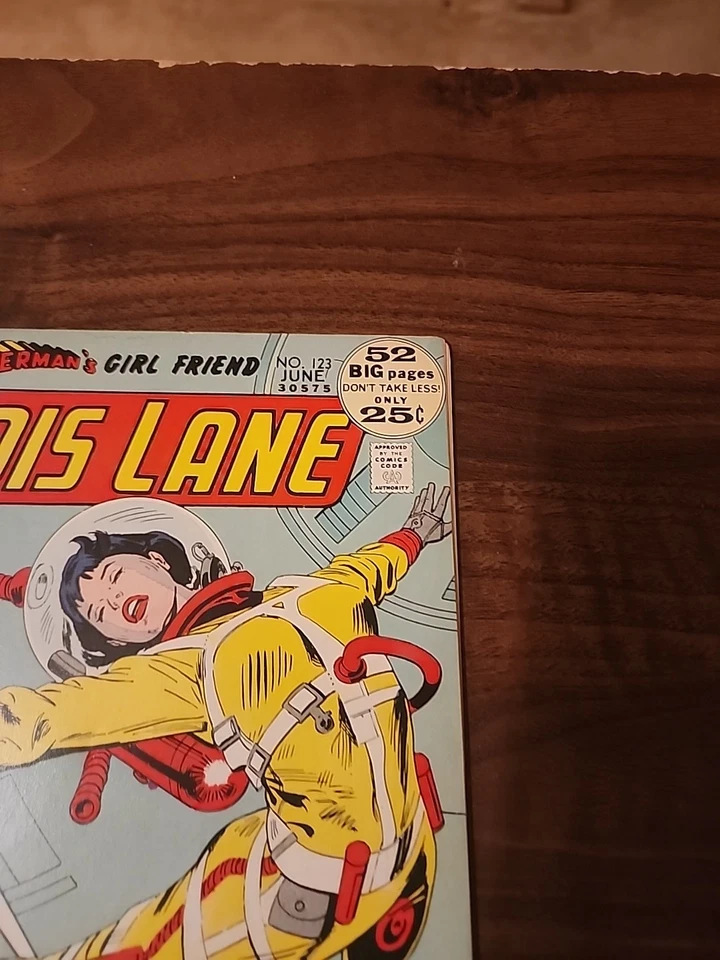 ERMAN's GIRL FRIEND
OIS LANE
NO. 123
JUNE
30575
52
BIG pages
DON'T TAKE LESS!
ONLY
25¢
APPROVED
BY THE
COMICS
CODE
CA
AUTHORITY